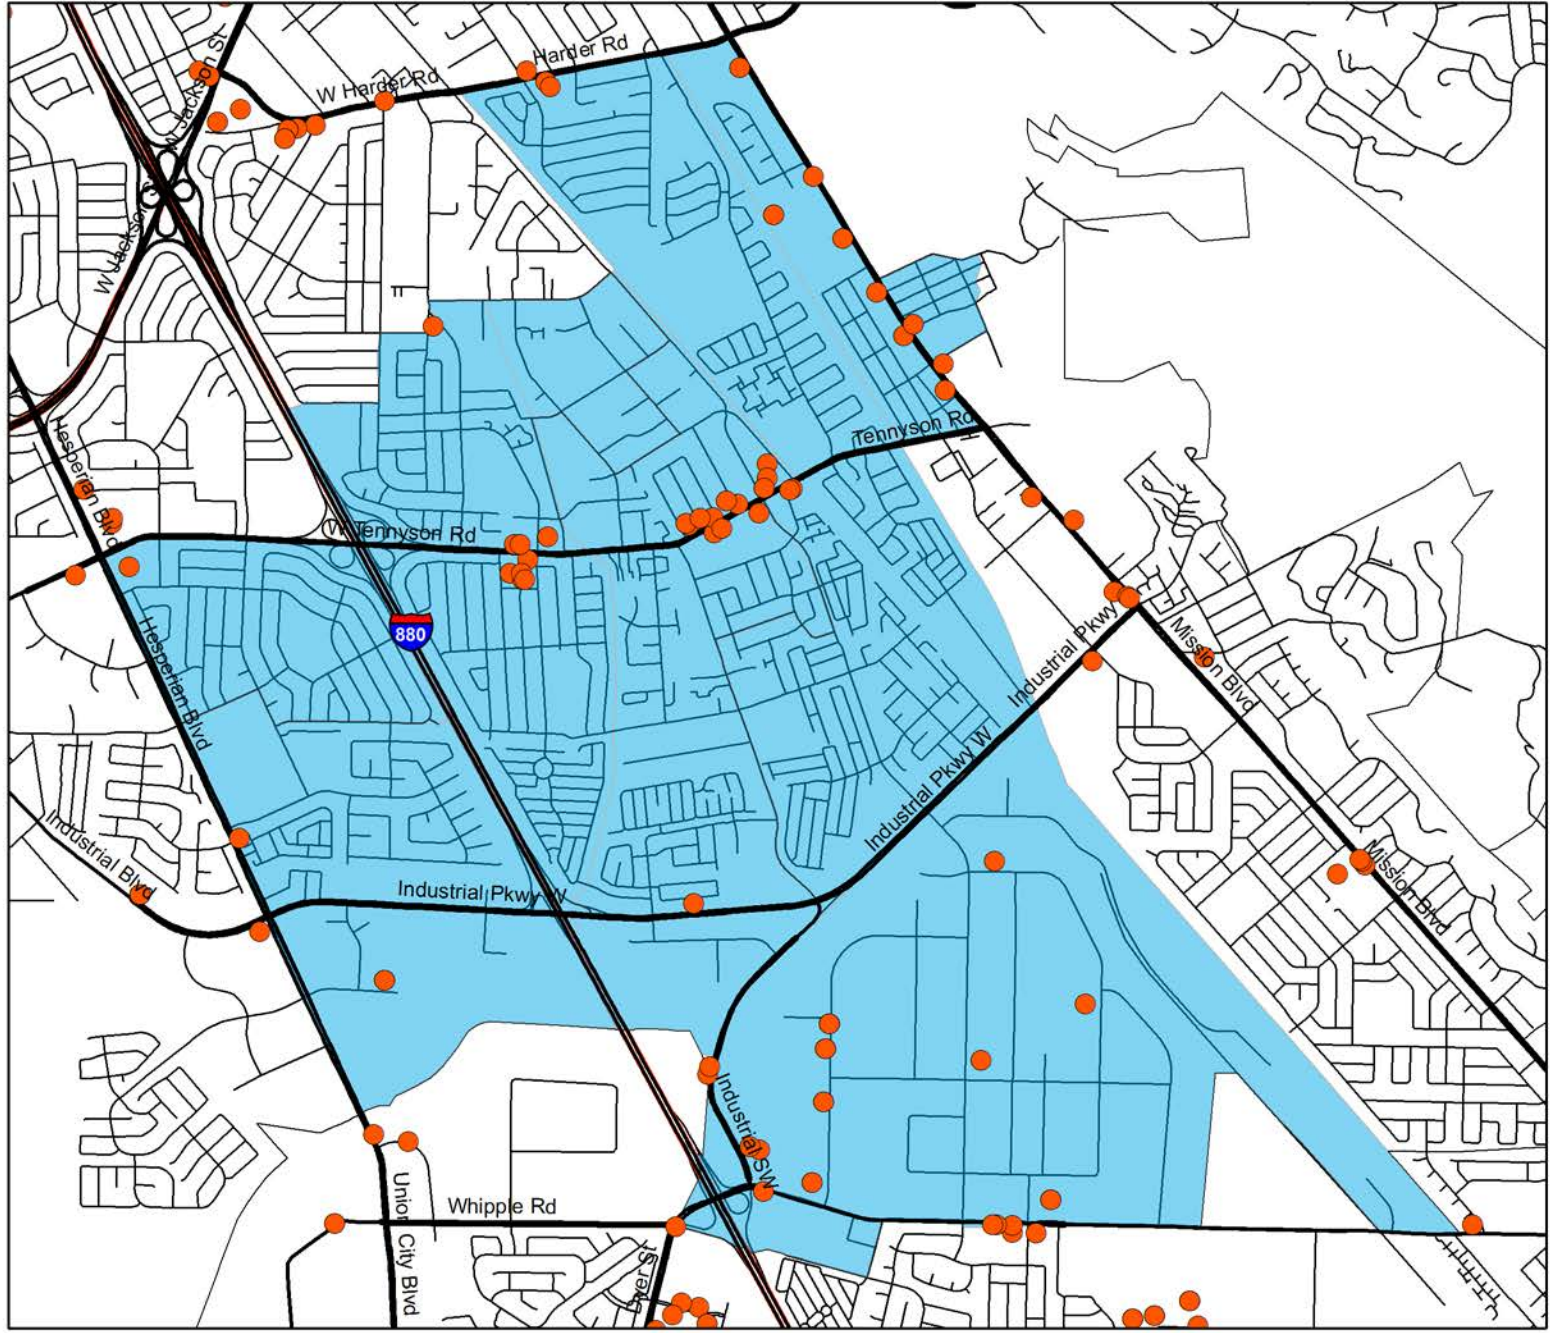 Harder Rd
W Harder Rd
W Jackson St
W Jackson St
Tennyson Rd
Hesperian Blvd
W Tennyson Rd
880
Hesperian Blvd
Industrial Pkwy
Mission Blvd
Industrial Pkwy W
Industrial Blvd
Industrial Pkwy W
Mission Blvd
Industrial SW
Whipple Rd
Union City Blvd
Dyer St